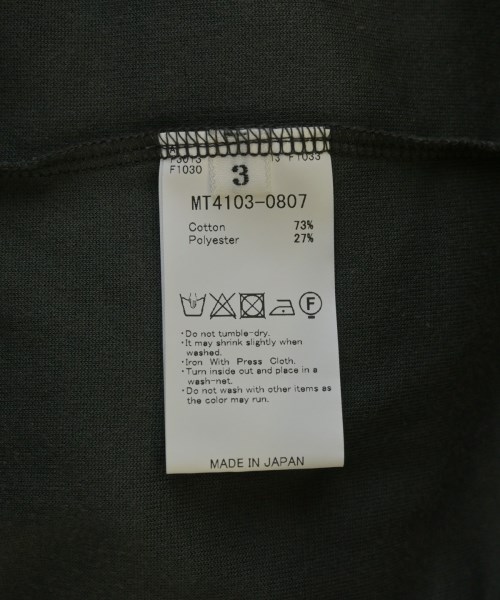 F1030
3
13 F1033
MT4103-0807
Cotton 73%
Polyester 27%
F
・Do not tumble-dry.
・It may shrink slightly when
washed.
・Iron With Press Cloth.
・Turn inside out and place in a
wash-net.
・Do not wash with other items as
the color may run.
MADE IN JAPAN